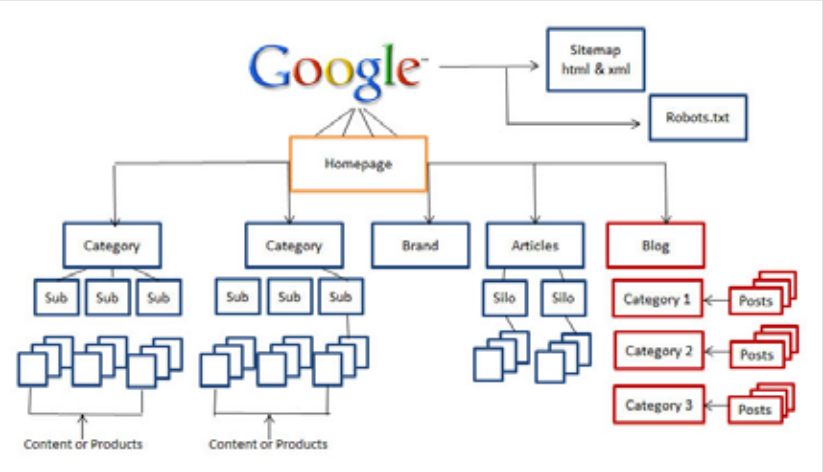 Google™
Sitemap
html & xml
Robots.txt
Homepage
Category
Category
Brand
Articles
Blog
Sub
Sub
Sub
Sub
Sub
Sub
Silo
Silo
Category 1
Posts
Category 2
Posts
Category 3
Posts
Content or Products
Content or Products